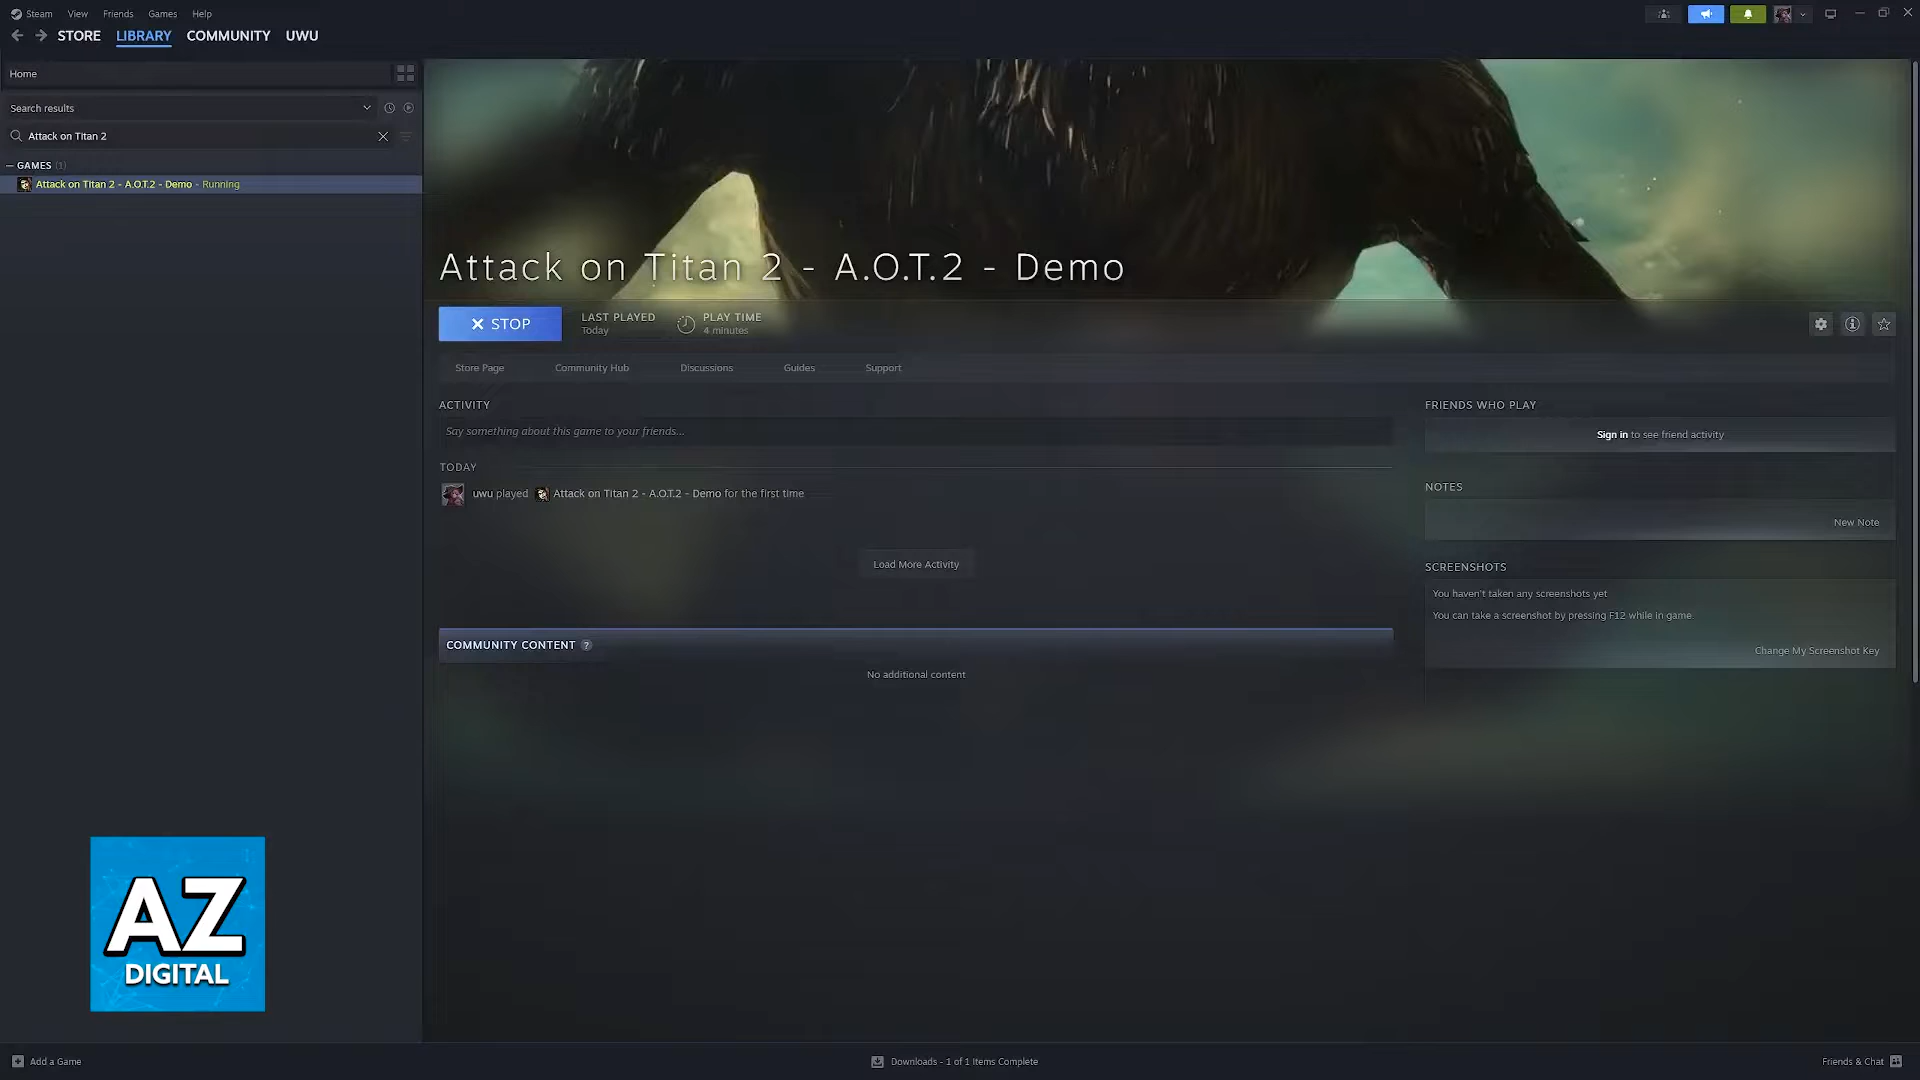 Steam View Friends Games Help
STORE LIBRARY COMMUNITY UWU
Home
Search results
Attack on Titan 2
GAMES (1)
Attack on Titan 2 - A.O.T.2 - Demo - Running
Attack on Titan 2 - A.O.T.2 - Demo
STOP
LAST PLAYED
Today
PLAY TIME
4 minutes
Store Page Community Hub Discussions Guides Support
ACTIVITY
Say something about this game to your friends...
TODAY
uwu played Attack on Titan 2 - A.O.T.2 - Demo for the first time
Load More Activity
COMMUNITY CONTENT ?
No additional content
FRIENDS WHO PLAY
Sign in to see friend activity
NOTES
New Note
SCREENSHOTS
You haven't taken any screenshots yet
You can take a screenshot by pressing F12 while in game.
Change My Screenshot Key
AZ
DIGITAL
Add a Game
Downloads - 1 of 1 Items Complete
Friends & Chat